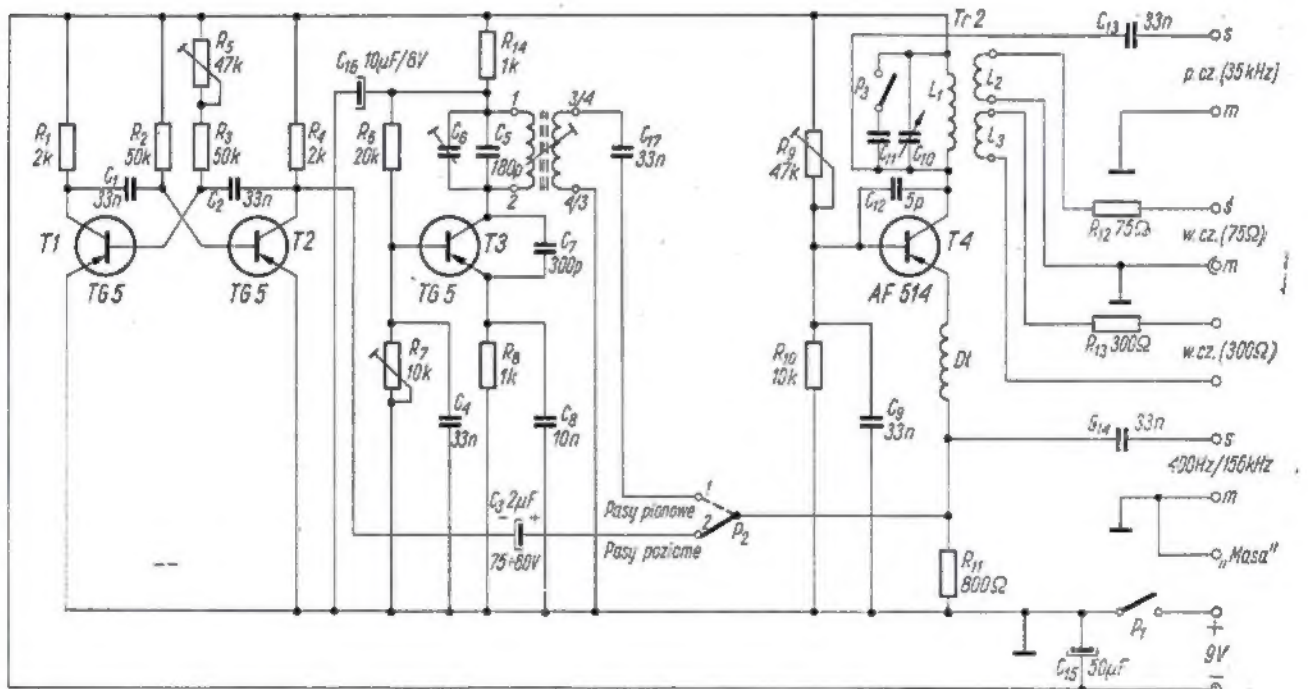 Tr 2
C13 33n
s
p.cz. (35kHz)
m
R5
47k
C16 10µF/6V
R14
1k
1
3/4
P3
L1
L2
L3
R1
2k
R2
50k
R3
50k
R4
2k
R6
20k
C6
C5
180p
C17
33n
R9
47k
C11
C10
C1
33n
C2
33n
2
4/3
C12
5p
T1
T2
T3
C7
300p
T4
R12 75Ω
s
w.cz. (75Ω)
m
TG 5
TG 5
TG 5
AF 514
R13 300Ω
w.cz. (300Ω)
R7
10k
R8
1k
R10
10k
Dł
C4
33n
C8
10n
C9
33n
C14 33n
s
400Hz/156kHz
m
C3 2µF
- +
Pasy pionowe
1
2
P2
75÷80V
Pasy poziome
R11
800Ω
„Masa"
P1
+
9V
-
C15
50µF